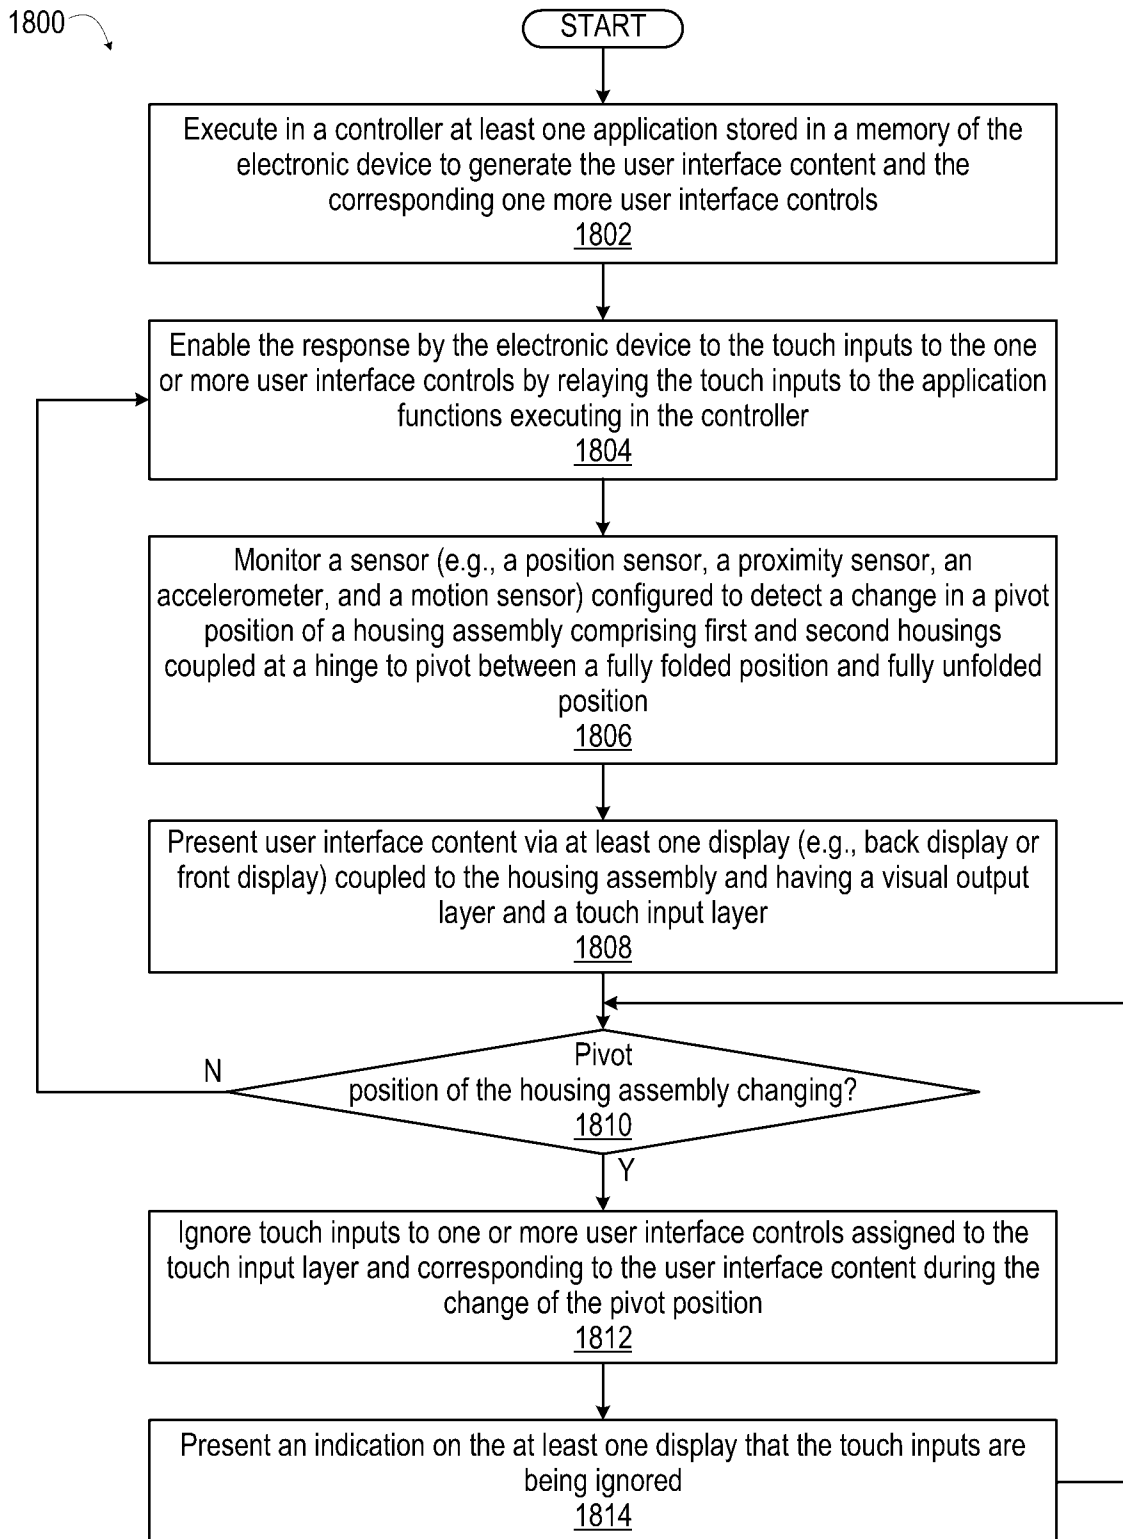 1800
START
Execute in a controller at least one application stored in a memory of the
electronic device to generate the user interface content and the
corresponding one more user interface controls
1802
Enable the response by the electronic device to the touch inputs to the one
or more user interface controls by relaying the touch inputs to the application
functions executing in the controller
1804
Monitor a sensor (e.g., a position sensor, a proximity sensor, an
accelerometer, and a motion sensor) configured to detect a change in a pivot
position of a housing assembly comprising first and second housings
coupled at a hinge to pivot between a fully folded position and fully unfolded
position
1806
Present user interface content via at least one display (e.g., back display or
front display) coupled to the housing assembly and having a visual output
layer and a touch input layer
1808
Pivot
position of the housing assembly changing?
1810
N
Y
Ignore touch inputs to one or more user interface controls assigned to the
touch input layer and corresponding to the user interface content during the
change of the pivot position
1812
Present an indication on the at least one display that the touch inputs are
being ignored
1814